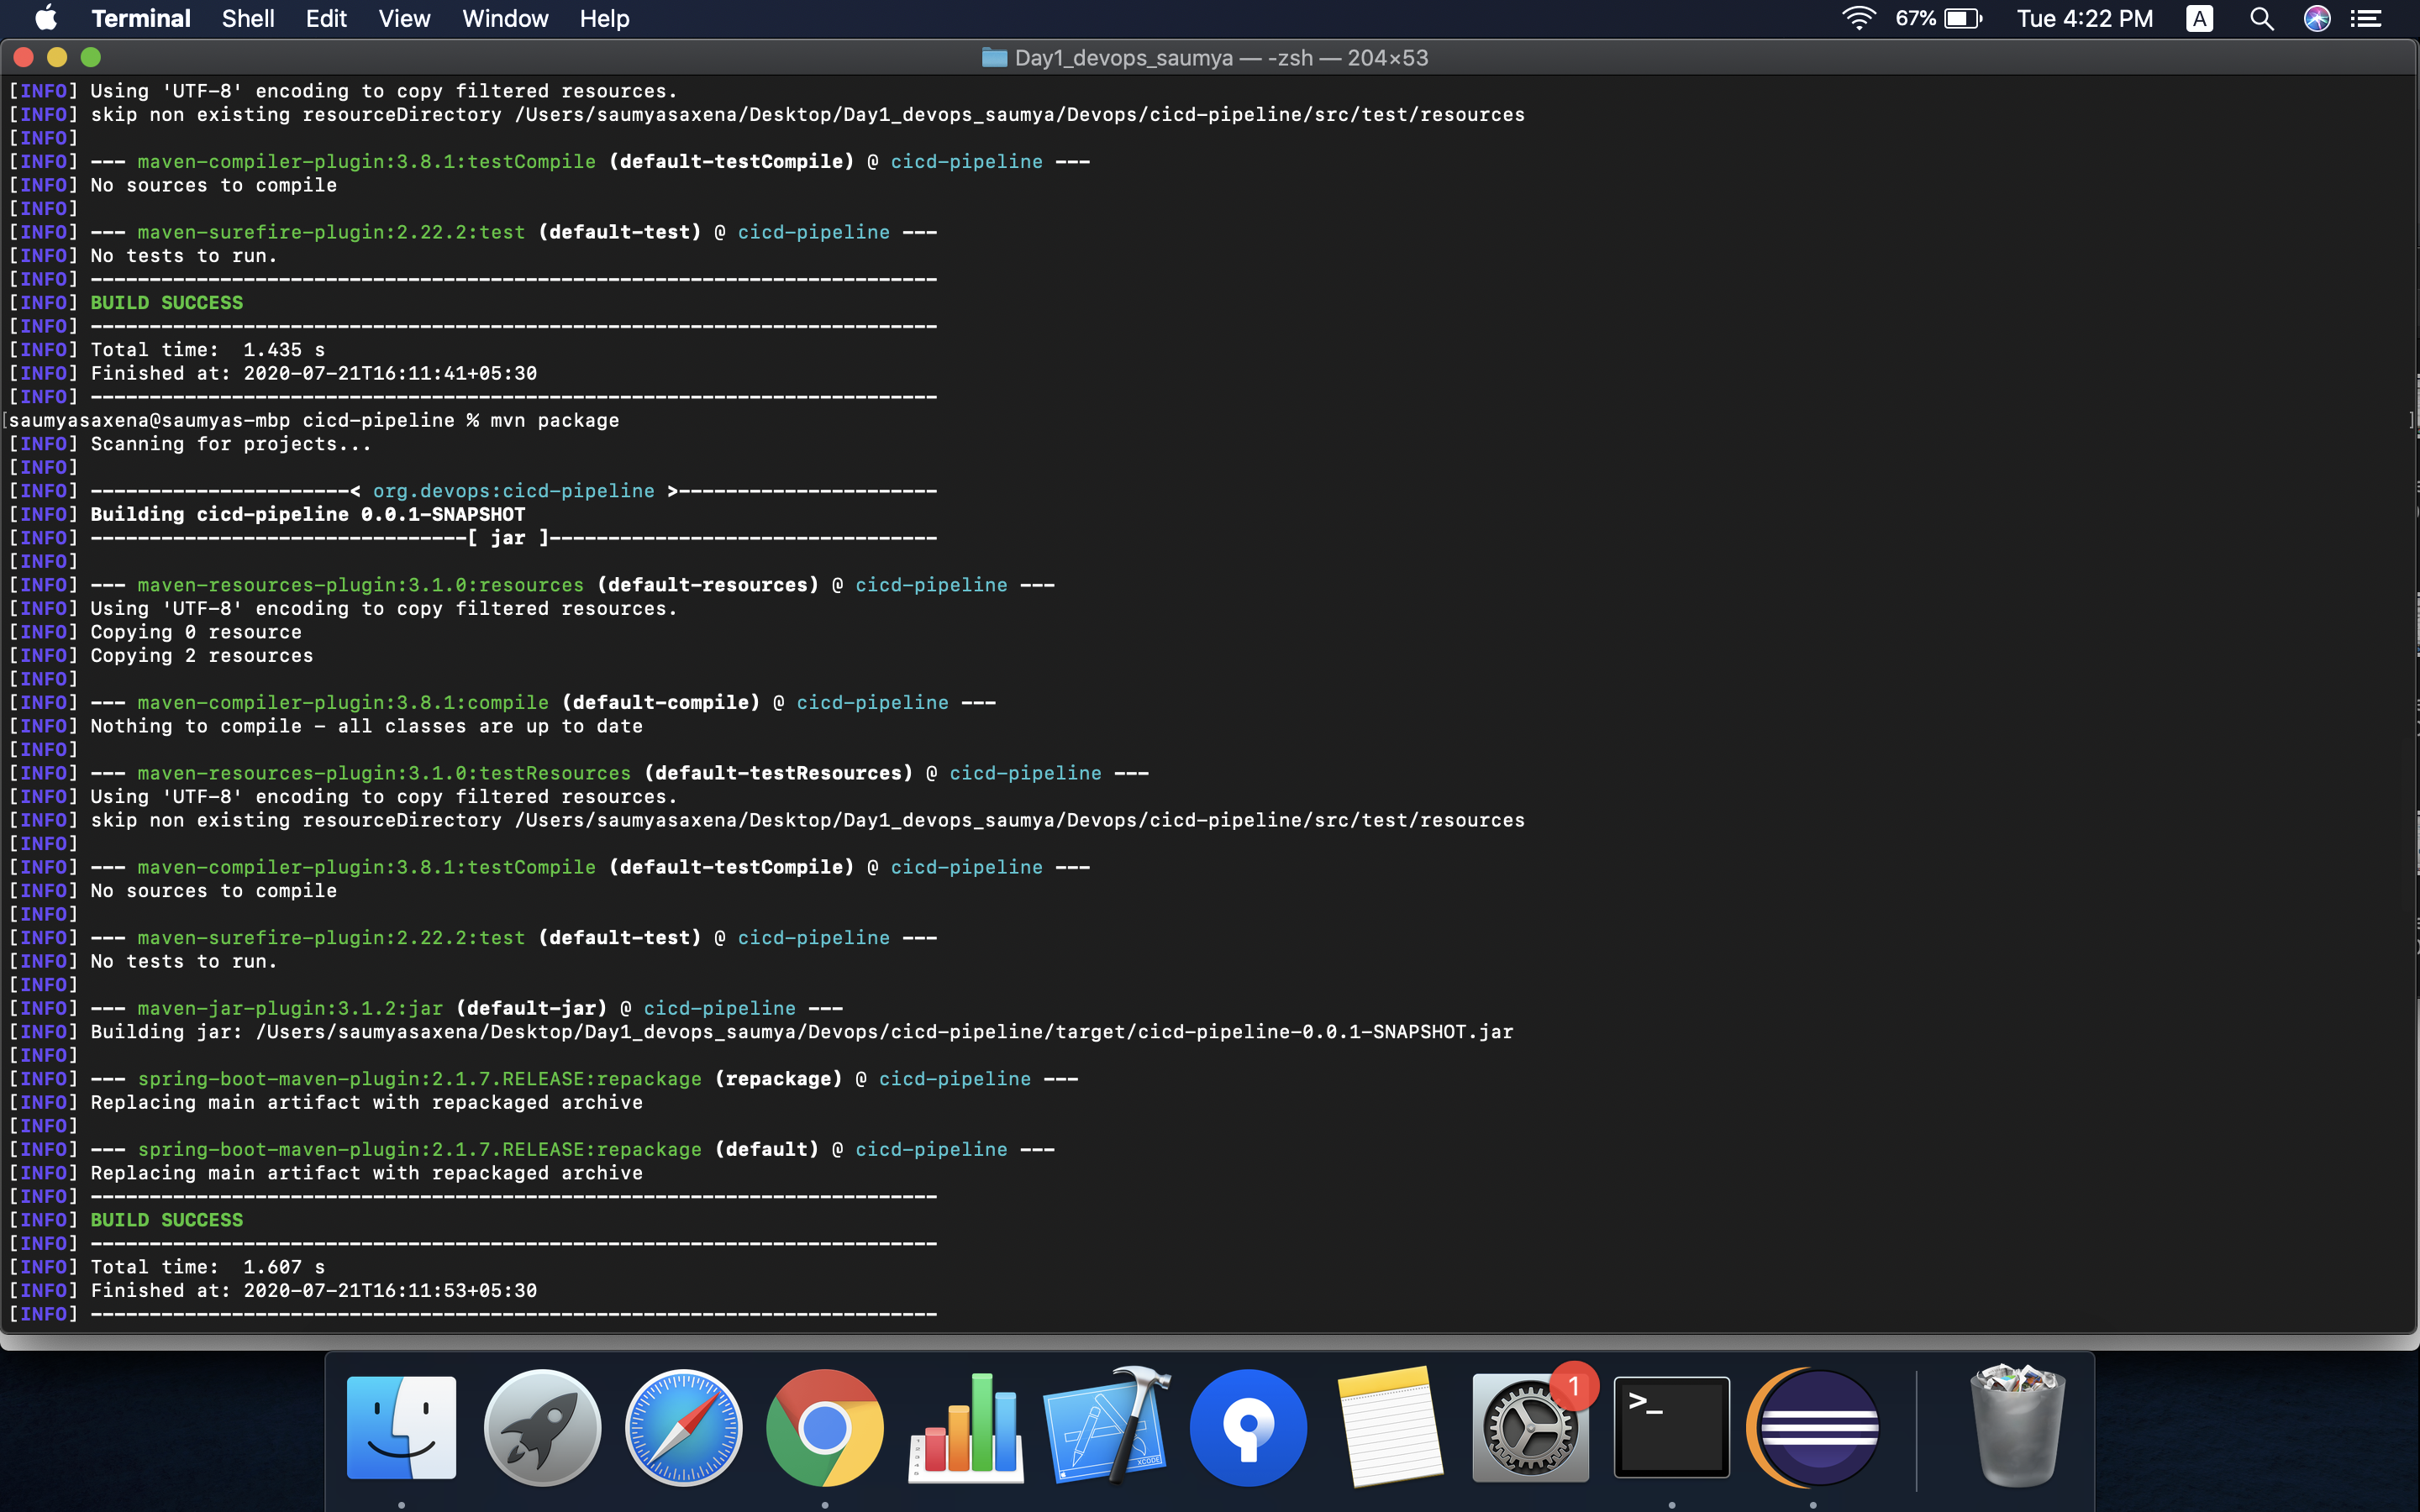 Terminal Shell Edit View Window Help 67% Tue 4:22 PM A
Day1_devops_saumya — -zsh — 204×53
[INFO] Using 'UTF-8' encoding to copy filtered resources.
[INFO] skip non existing resourceDirectory /Users/saumyasaxena/Desktop/Day1_devops_saumya/Devops/cicd-pipeline/src/test/resources
[INFO]
[INFO] --- maven-compiler-plugin:3.8.1:testCompile (default-testCompile) @ cicd-pipeline ---
[INFO] No sources to compile
[INFO]
[INFO] --- maven-surefire-plugin:2.22.2:test (default-test) @ cicd-pipeline ---
[INFO] No tests to run.
[INFO] ------------------------------------------------------------------------
[INFO] BUILD SUCCESS
[INFO] ------------------------------------------------------------------------
[INFO] Total time:  1.435 s
[INFO] Finished at: 2020-07-21T16:11:41+05:30
[INFO] ------------------------------------------------------------------------
[saumyasaxena@saumyas-mbp cicd-pipeline % mvn package ]
[INFO] Scanning for projects...
[INFO]
[INFO] ----------------------< org.devops:cicd-pipeline >----------------------
[INFO] Building cicd-pipeline 0.0.1-SNAPSHOT
[INFO] --------------------------------[ jar ]---------------------------------
[INFO]
[INFO] --- maven-resources-plugin:3.1.0:resources (default-resources) @ cicd-pipeline ---
[INFO] Using 'UTF-8' encoding to copy filtered resources.
[INFO] Copying 0 resource
[INFO] Copying 2 resources
[INFO]
[INFO] --- maven-compiler-plugin:3.8.1:compile (default-compile) @ cicd-pipeline ---
[INFO] Nothing to compile - all classes are up to date
[INFO]
[INFO] --- maven-resources-plugin:3.1.0:testResources (default-testResources) @ cicd-pipeline ---
[INFO] Using 'UTF-8' encoding to copy filtered resources.
[INFO] skip non existing resourceDirectory /Users/saumyasaxena/Desktop/Day1_devops_saumya/Devops/cicd-pipeline/src/test/resources
[INFO]
[INFO] --- maven-compiler-plugin:3.8.1:testCompile (default-testCompile) @ cicd-pipeline ---
[INFO] No sources to compile
[INFO]
[INFO] --- maven-surefire-plugin:2.22.2:test (default-test) @ cicd-pipeline ---
[INFO] No tests to run.
[INFO]
[INFO] --- maven-jar-plugin:3.1.2:jar (default-jar) @ cicd-pipeline ---
[INFO] Building jar: /Users/saumyasaxena/Desktop/Day1_devops_saumya/Devops/cicd-pipeline/target/cicd-pipeline-0.0.1-SNAPSHOT.jar
[INFO]
[INFO] --- spring-boot-maven-plugin:2.1.7.RELEASE:repackage (repackage) @ cicd-pipeline ---
[INFO] Replacing main artifact with repackaged archive
[INFO]
[INFO] --- spring-boot-maven-plugin:2.1.7.RELEASE:repackage (default) @ cicd-pipeline ---
[INFO] Replacing main artifact with repackaged archive
[INFO] ------------------------------------------------------------------------
[INFO] BUILD SUCCESS
[INFO] ------------------------------------------------------------------------
[INFO] Total time:  1.607 s
[INFO] Finished at: 2020-07-21T16:11:53+05:30
[INFO] ------------------------------------------------------------------------
1
>_
XCODE